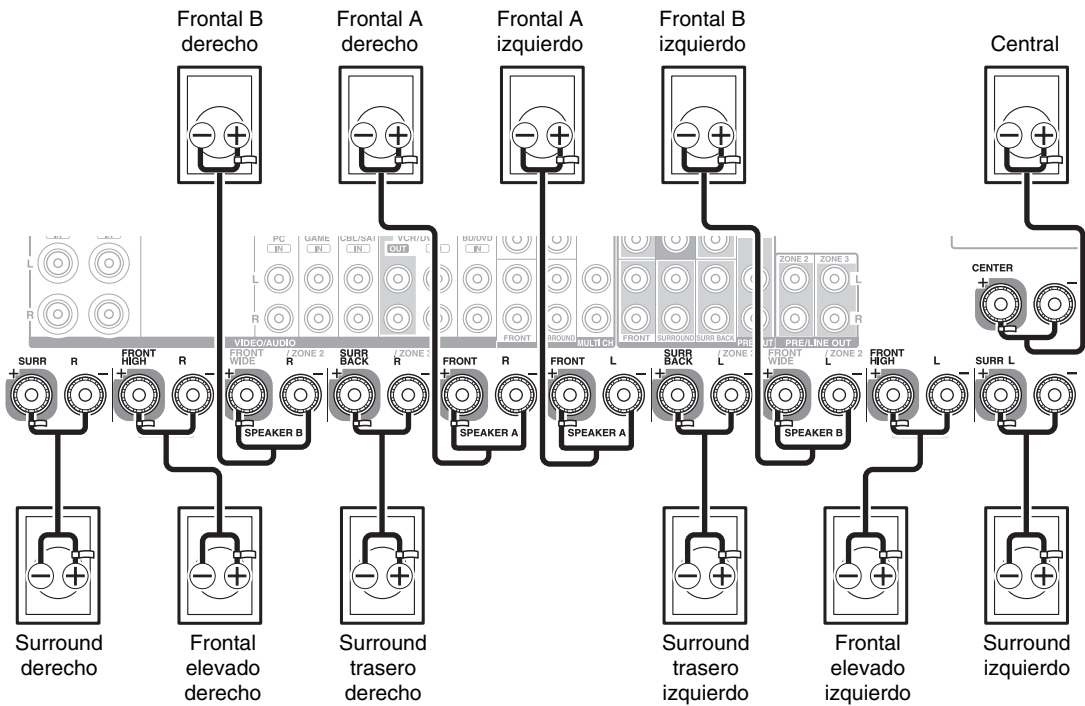 Frontal B
derecho
Frontal A
derecho
Frontal A
izquierdo
Frontal B
izquierdo
Central
PC
GAME
CBL/SAT
VCR/DV
BD/DVD
IN
IN
IN
OUT
IN
ZONE 2
ZONE 3
L
L
L
R
R
R
FRONT
SURROUND
SURR BACK
FRONT
MULTI CH
VIDEO/AUDIO
PRE/LINE OUT
CENTER
+
−
SURR R
FRONT
HIGH R
FRONT
WIDE / ZONE 2
R
SURR
BACK / ZONE 3
R
FRONT R
FRONT L
SURR
BACK / ZONE 3
L
FRONT
WIDE / ZONE 2
L
FRONT
HIGH L
SURR L
SPEAKER B
SPEAKER A
SPEAKER A
SPEAKER B
Surround
derecho
Frontal
elevado
derecho
Surround
trasero
derecho
Surround
trasero
izquierdo
Frontal
elevado
izquierdo
Surround
izquierdo